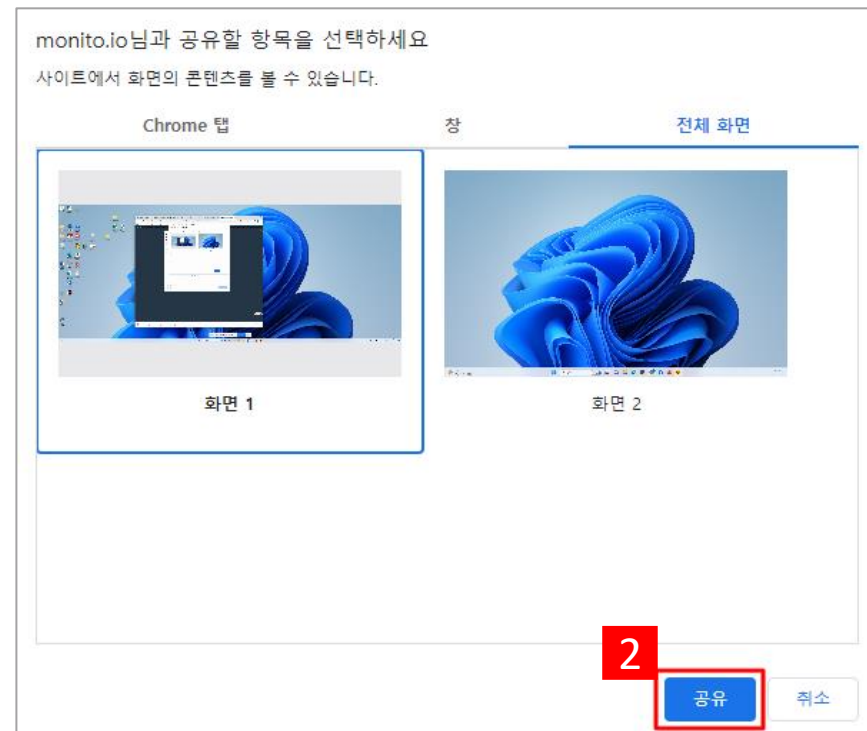 monito.io님과 공유할 항목을 선택하세요
사이트에서 화면의 콘텐츠를 볼 수 있습니다.
Chrome 탭 창 전체 화면
화면 1 화면 2
2
공유 취소